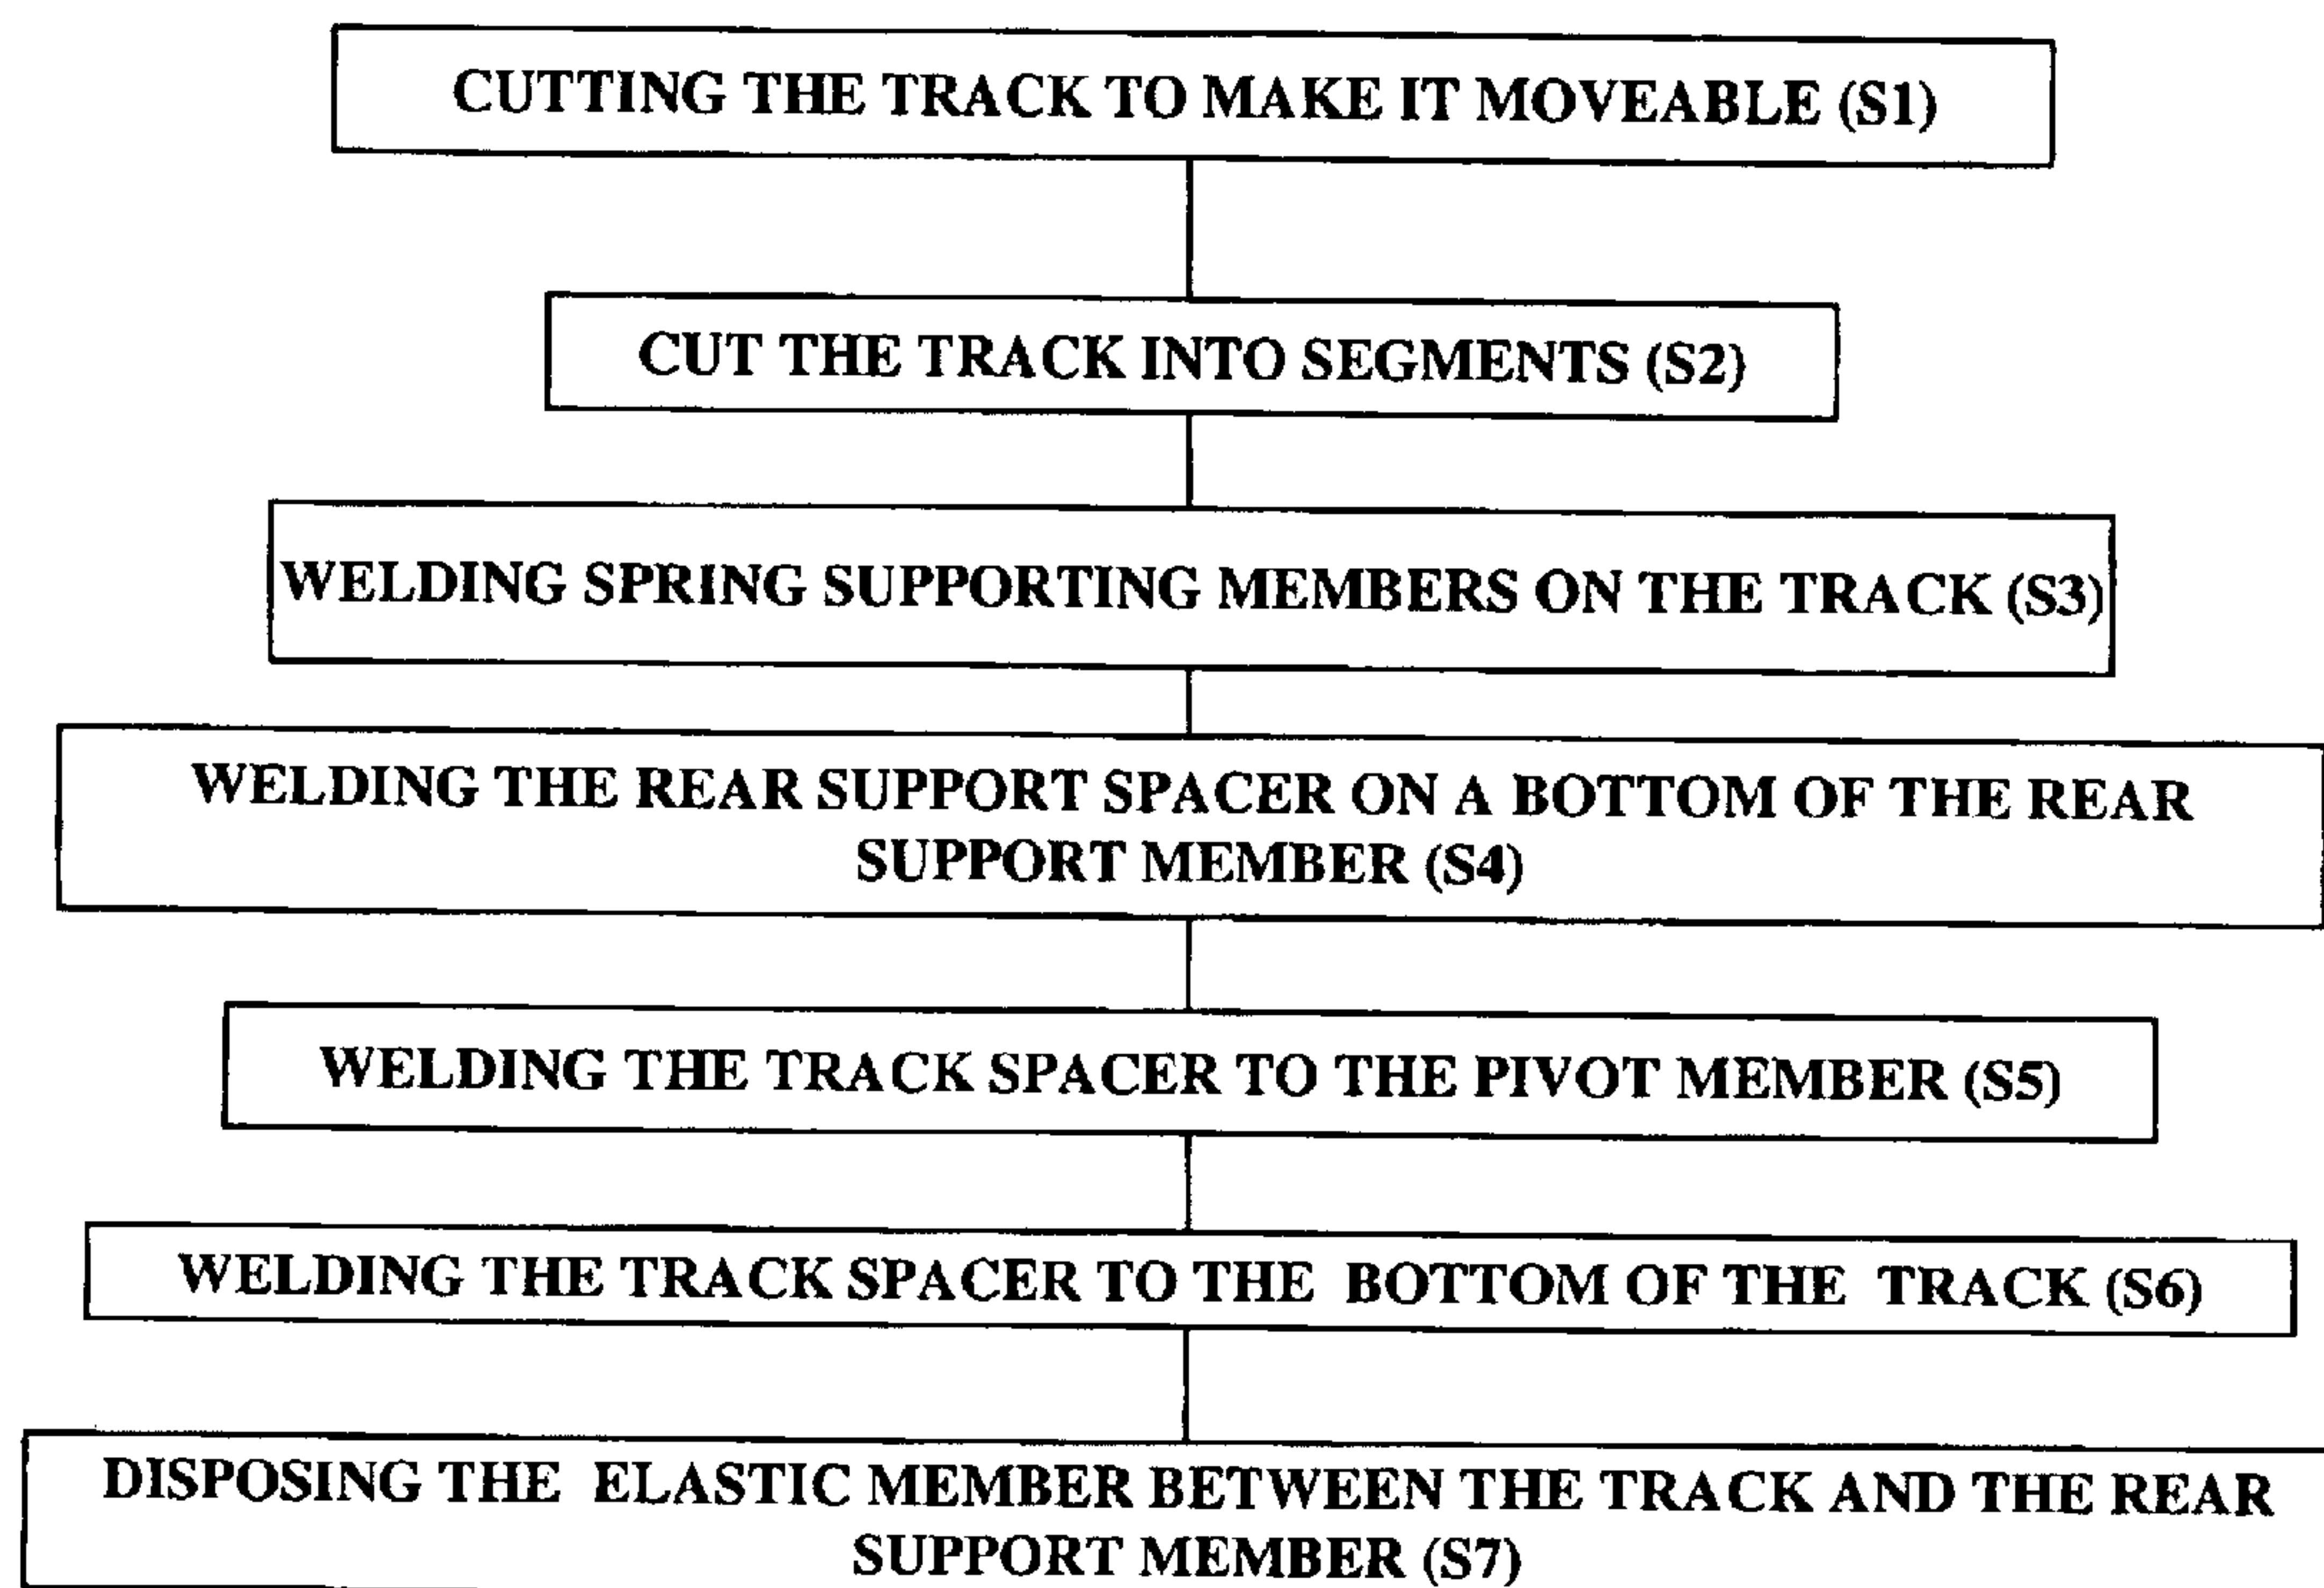 CUTTING THE TRACK TO MAKE IT MOVEABLE (S1)
CUT THE TRACK INTO SEGMENTS (S2)
WELDING SPRING SUPPORTING MEMBERS ON THE TRACK (S3)
WELDING THE REAR SUPPORT SPACER ON A BOTTOM OF THE REAR
SUPPORT MEMBER (S4)
WELDING THE TRACK SPACER TO THE PIVOT MEMBER (S5)
WELDING THE TRACK SPACER TO THE BOTTOM OF THE TRACK (S6)
DISPOSING THE ELASTIC MEMBER BETWEEN THE TRACK AND THE REAR
SUPPORT MEMBER (S7)